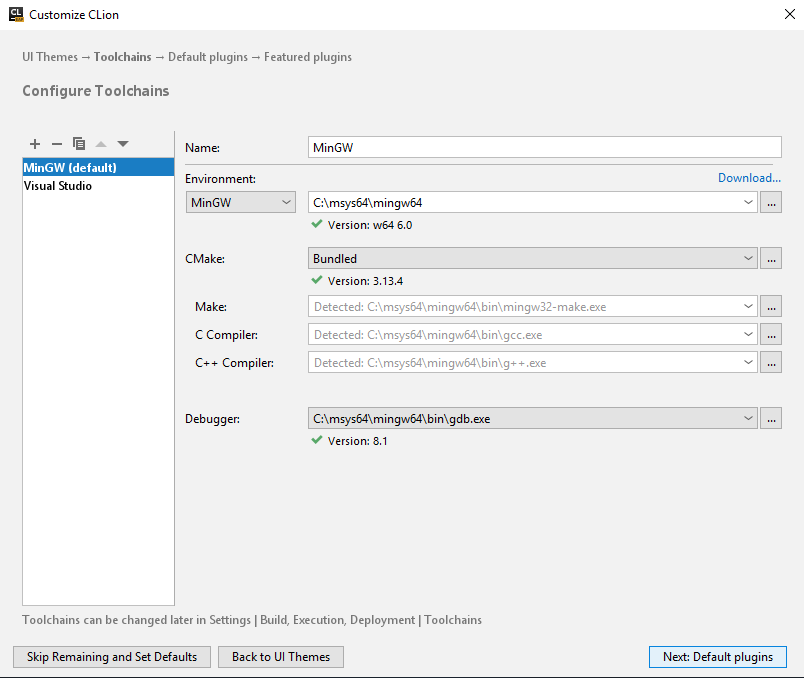 CL Customize CLion
UI Themes → Toolchains → Default plugins → Featured plugins
Configure Toolchains
MinGW (default)
Visual Studio
Name: MinGW
Environment: Download...
MinGW C:\msys64\mingw64 ...
Version: w64 6.0
CMake: Bundled ...
Version: 3.13.4
Make: Detected: C:\msys64\mingw64\bin\mingw32-make.exe ...
C Compiler: Detected: C:\msys64\mingw64\bin\gcc.exe ...
C++ Compiler: Detected: C:\msys64\mingw64\bin\g++.exe ...
Debugger: C:\msys64\mingw64\bin\gdb.exe ...
Version: 8.1
Toolchains can be changed later in Settings | Build, Execution, Deployment | Toolchains
Skip Remaining and Set Defaults Back to UI Themes Next: Default plugins